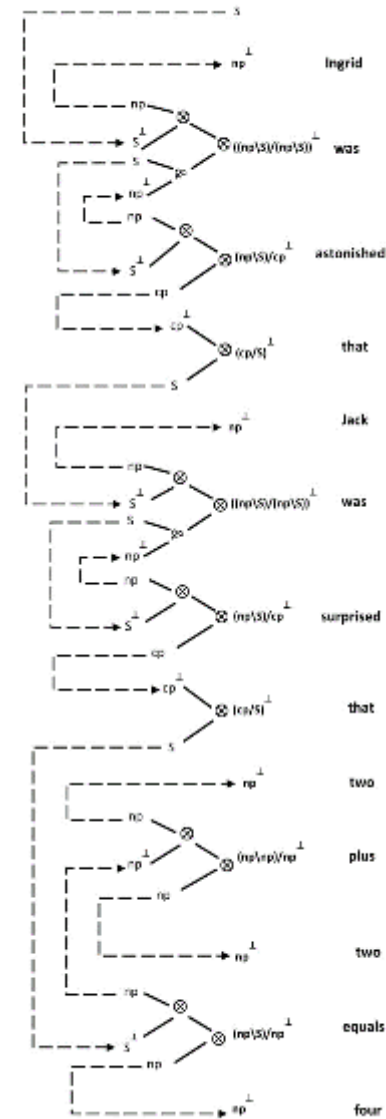 S
np⊥ Ingrid
np
⊗
S⊥ ⊗ ((np\S)/(np\S))⊥ was
S
℘
np⊥
np
⊗
⊗ (np\S)/cp⊥ astonished
S⊥
cp
cp⊥
⊗ (cp/S)⊥ that
S
np⊥ Jack
np
⊗
S⊥ ⊗ ((np\S)/(np\S))⊥ was
S
℘
np⊥
np
⊗
⊗ (np\S)/cp⊥ surprised
S⊥
cp
cp⊥
⊗ (cp/S)⊥ that
S
np⊥ two
np
⊗
np⊥ ⊗ (np\np)/np⊥ plus
np
np⊥ two
np
⊗
S⊥ ⊗ (np\S)/np⊥ equals
np
np⊥ four